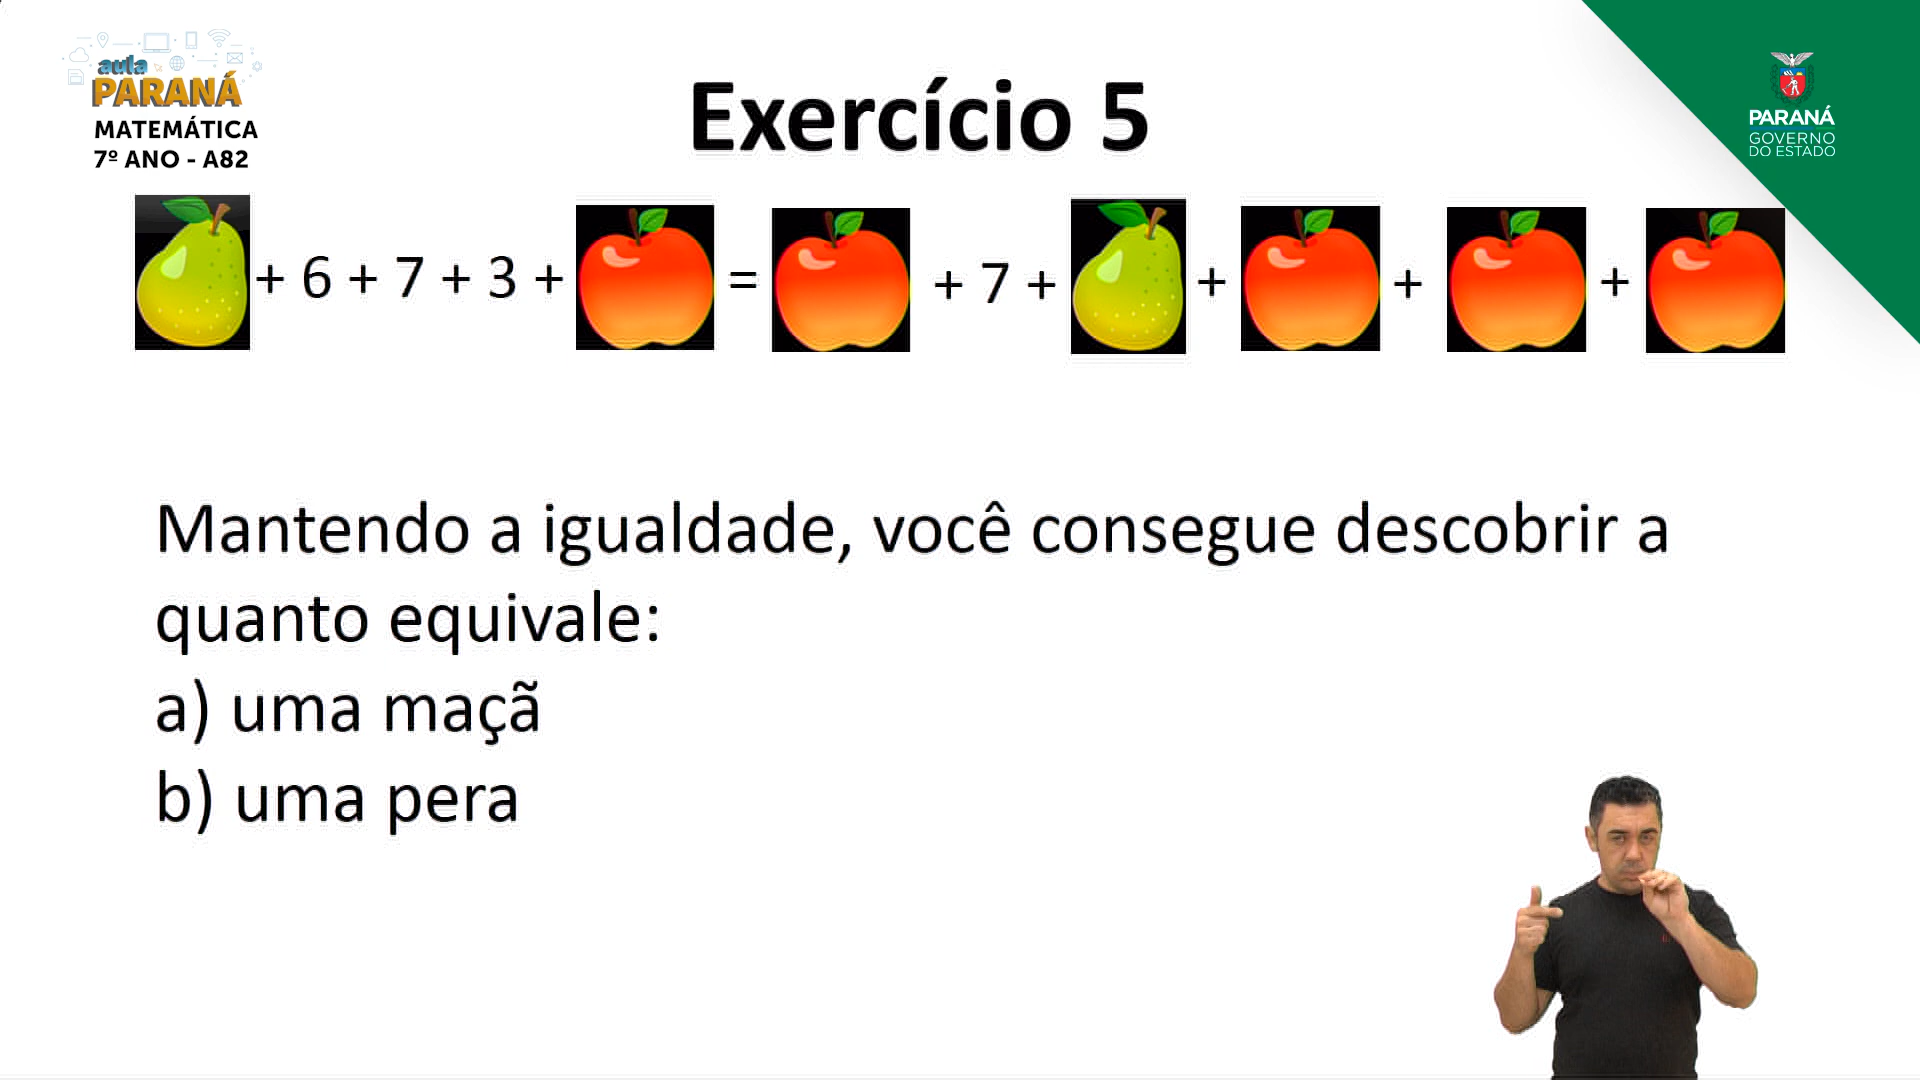 aula
PARANÁ
MATEMÁTICA
7º ANO - A82
Exercício 5
PARANÁ
GOVERNO
DO ESTADO
+ 6 + 7 + 3 + = + 7 + + + +
Mantendo a igualdade, você consegue descobrir a
quanto equivale:
a) uma maçã
b) uma pera